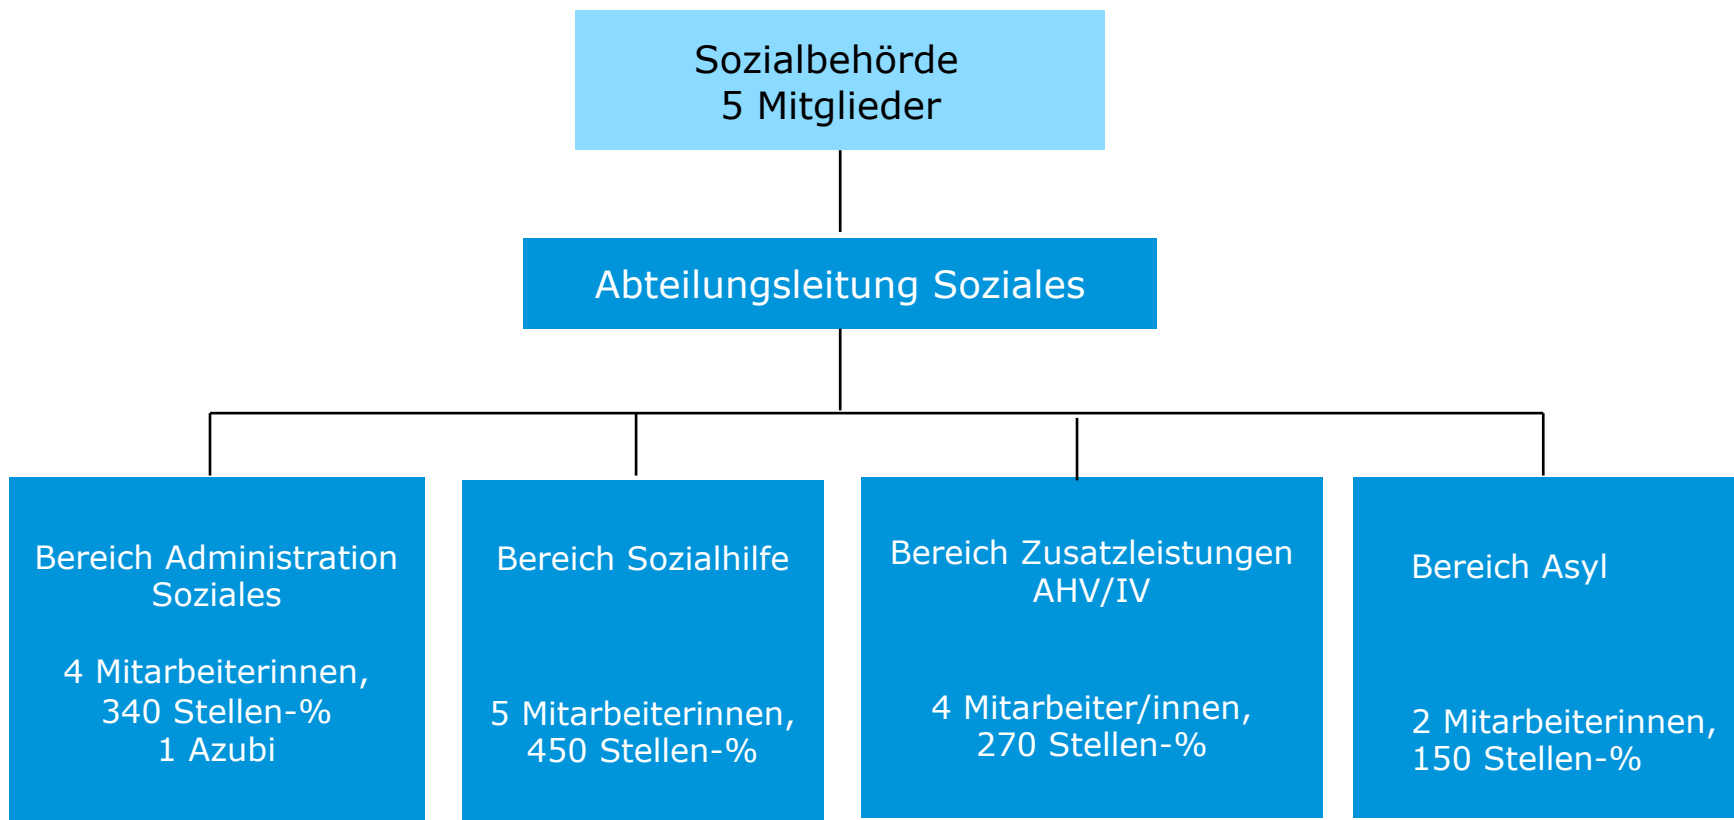 Sozialbehörde
5 Mitglieder
Abteilungsleitung Soziales
Bereich Administration
Soziales
4 Mitarbeiterinnen,
340 Stellen-%
1 Azubi
Bereich Sozialhilfe
5 Mitarbeiterinnen,
450 Stellen-%
Bereich Zusatzleistungen
AHV/IV
4 Mitarbeiter/innen,
270 Stellen-%
Bereich Asyl
2 Mitarbeiterinnen,
150 Stellen-%